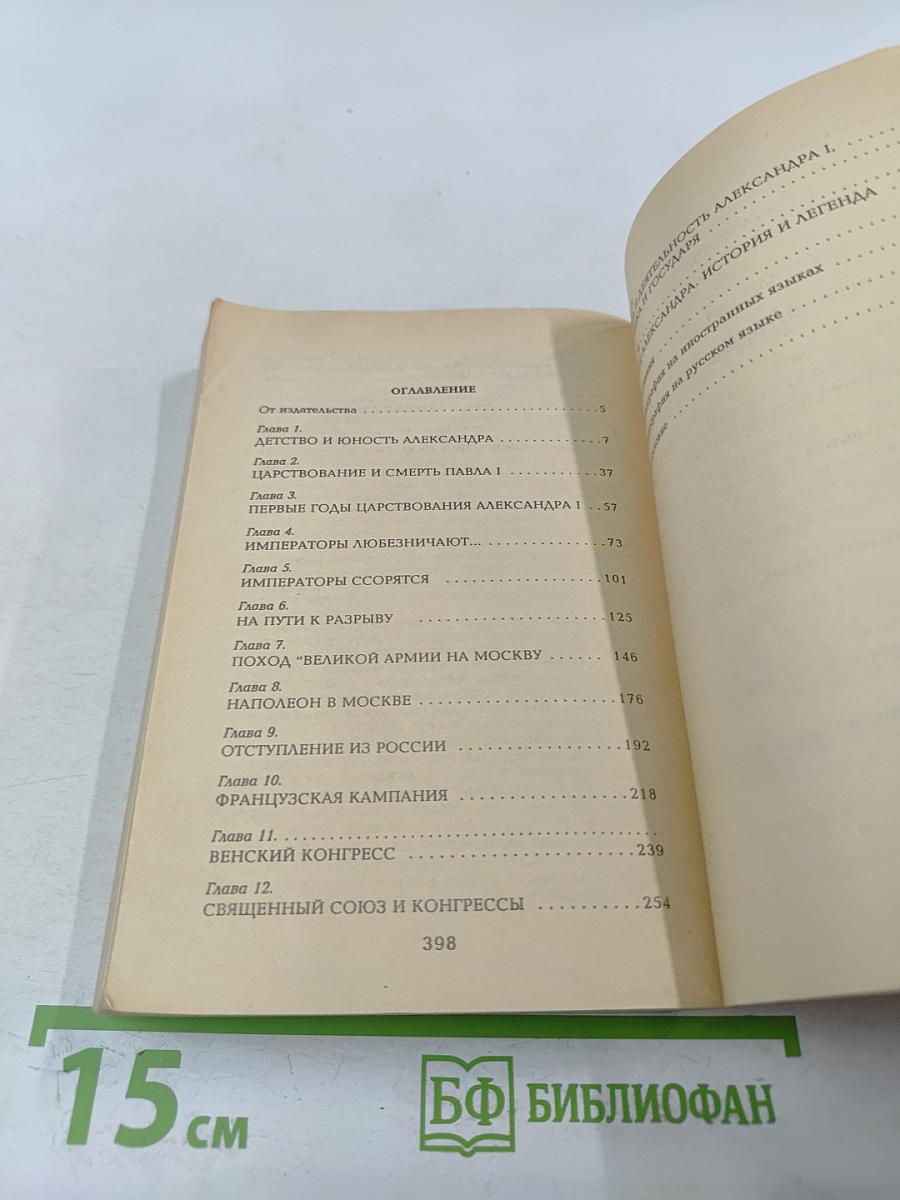 ОГЛАВЛЕНИЕ
От издательства ............................ 5
Глава 1.
ДЕТСТВО И ЮНОСТЬ АЛЕКСАНДРА ............ 7
Глава 2.
ЦАРСТВОВАНИЕ И СМЕРТЬ ПАВЛА I .......... 37
Глава 3.
ПЕРВЫЕ ГОДЫ ЦАРСТВОВАНИЯ АЛЕКСАНДРА I .. 57
Глава 4.
ИМПЕРАТОРЫ ЛЮБЕЗНИЧАЮТ... .............. 73
Глава 5.
ИМПЕРАТОРЫ ССОРЯТСЯ ................... 101
Глава 6.
НА ПУТИ К РАЗРЫВУ ...................... 125
Глава 7.
ПОХОД "ВЕЛИКОЙ АРМИИ НА МОСКВУ ...... 146
Глава 8.
НАПОЛЕОН В МОСКВЕ ..................... 176
Глава 9.
ОТСТУПЛЕНИЕ ИЗ РОССИИ ................. 192
Глава 10.
ФРАНЦУЗСКАЯ КАМПАНИЯ .................. 218
Глава 11. ..........................................
ВЕНСКИЙ КОНГРЕСС ....................... 239
Глава 12.
СВЯЩЕННЫЙ СОЮЗ И КОНГРЕССЫ .......... 254
398
ДЕЯТЕЛЬНОСТЬ АЛЕКСАНДРА I,
И ГОСУДАРЯ
АЛЕКСАНДРА. ИСТОРИЯ И ЛЕГЕНДА
на иностранных языках
на русском языке
15 см
БФ БИБЛИОФАН